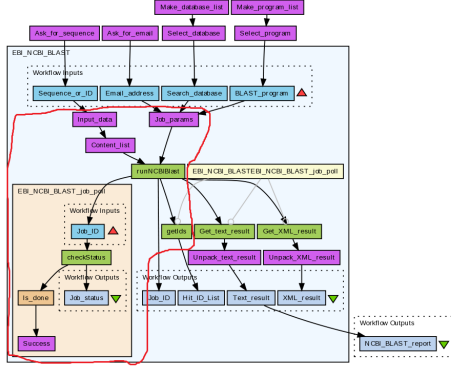 Make_database_list Make_program_list
Ask_for_sequence Ask_for_email Select_database Select_program
EBI_NCBI_BLAST
Workflow Inputs
Sequence_or_ID Email_address Search_database BLAST_program
Input_data Job_params
Content_list
runNCBIBlast EBI_NCBI_BLASTEBI_NCBI_BLAST_job_poll
EBI_NCBI_BLAST_job_poll
Workflow Inputs
Job_ID getIds Get_text_result Get_XML_result
checkStatus Unpack_text_result Unpack_XML_result
Workflow Outputs Workflow Outputs
Is_done Job_status Job_ID Hit_ID_List Text_result XML_result
Workflow Outputs
Success NCBI_BLAST_report